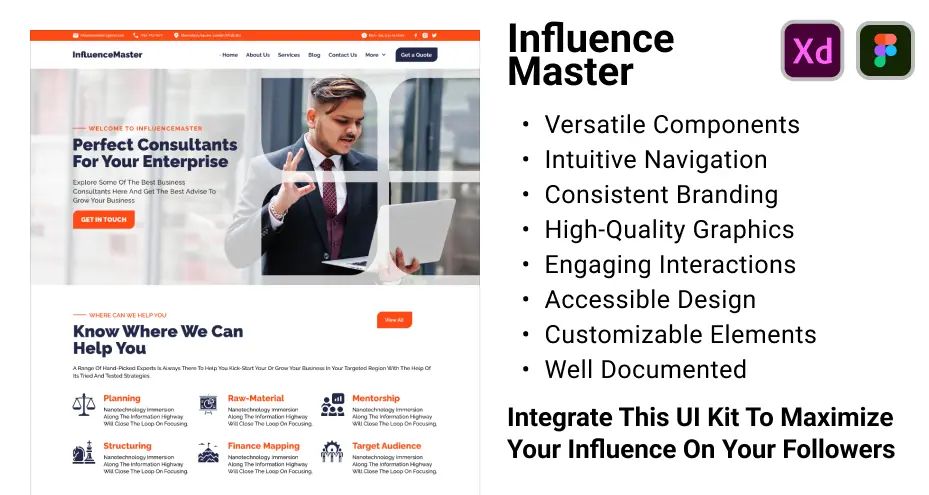 InfluenceMaster
Home About Us Services Blog Contact Us More Get a Quote
WELCOME TO INFLUENCEMASTER
Perfect Consultants
For Your Enterprise
Explore Some Of The Best Business
Consultants Here And Get The Best Advise To
Grow Your Business
GET IN TOUCH
WHERE CAN WE HELP YOU
Know Where We Can
Help You
View All
A Range Of Hand-Picked Experts Is Always There To Help You Kick-Start Your Or Grow Your Business In Your Targeted Region With The Help Of
Its Tried And Tested Strategies.
Planning
Nanotechnology Immersion
Along The Information Highway
Will Close The Loop On Focusing.
Raw-Material
Nanotechnology Immersion
Along The Information Highway
Will Close The Loop On Focusing.
Mentorship
Nanotechnology Immersion
Along The Information Highway
Will Close The Loop On Focusing.
Structuring
Nanotechnology Immersion
Along The Information Highway
Will Close The Loop On Focusing.
Finance Mapping
Nanotechnology Immersion
Along The Information Highway
Will Close The Loop On Focusing.
Target Audience
Nanotechnology Immersion
Along The Information Highway
Will Close The Loop On Focusing.
Influence
Master
Xd
• Versatile Components
• Intuitive Navigation
• Consistent Branding
• High-Quality Graphics
• Engaging Interactions
• Accessible Design
• Customizable Elements
• Well Documented
Integrate This UI Kit To Maximize
Your Influence On Your Followers